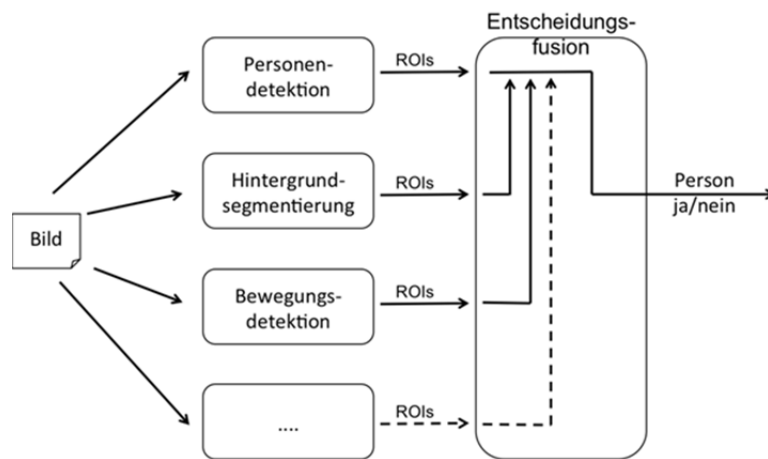 Entscheidungs-
fusion
Personen-
detektion
ROIs
Hintergrund-
segmentierung
ROIs
Person
ja/nein
Bild
Bewegungs-
detektion
ROIs
....
ROIs